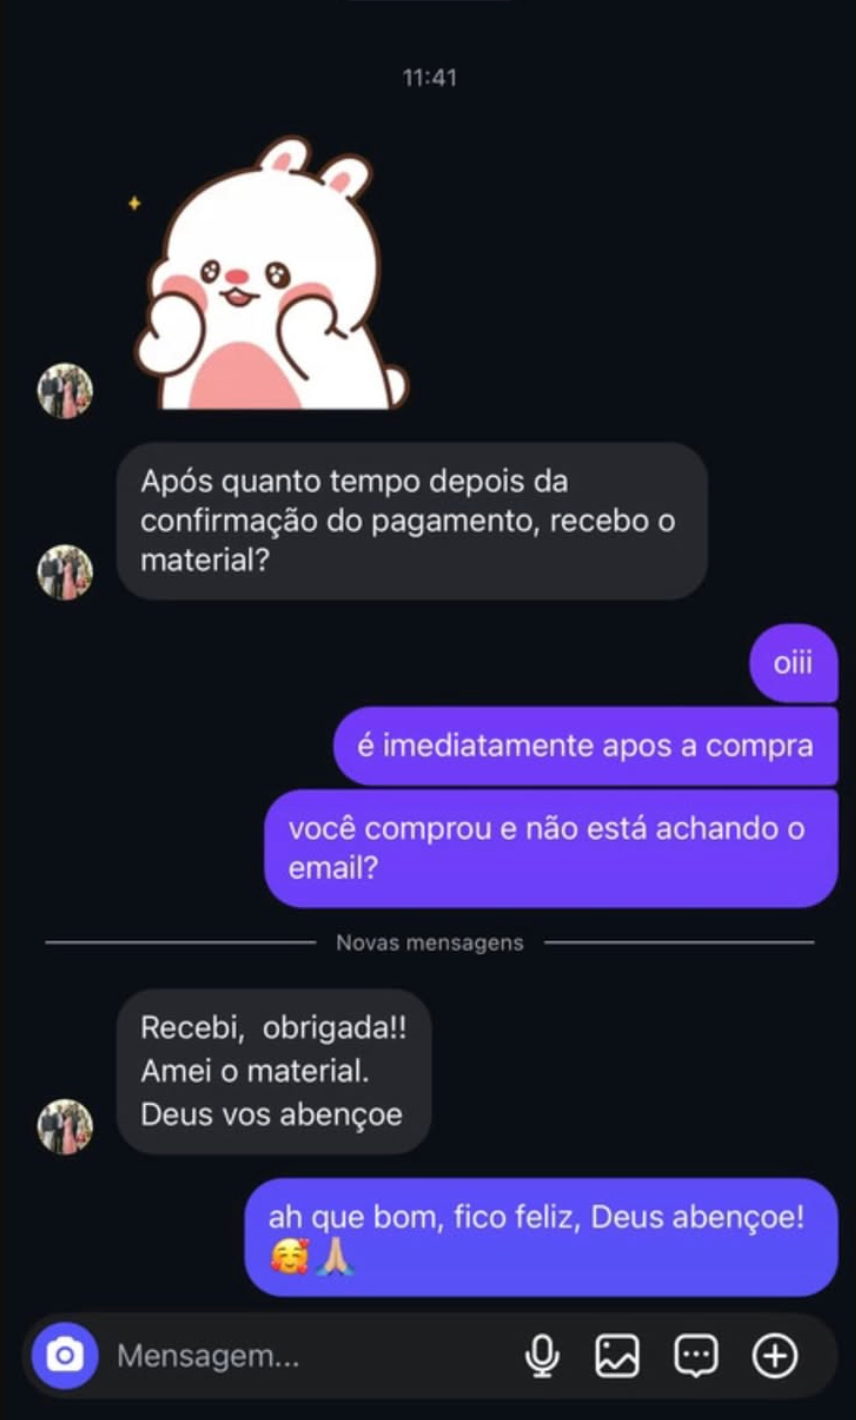 11:41
Após quanto tempo depois da
confirmação do pagamento, recebo o
material?
oiii
é imediatamente apos a compra
você comprou e não está achando o
email?
Novas mensagens
Recebi,  obrigada!!
Amei o material.
Deus vos abençoe
ah que bom, fico feliz, Deus abençoe!
🥰🙏🏼
Mensagem...